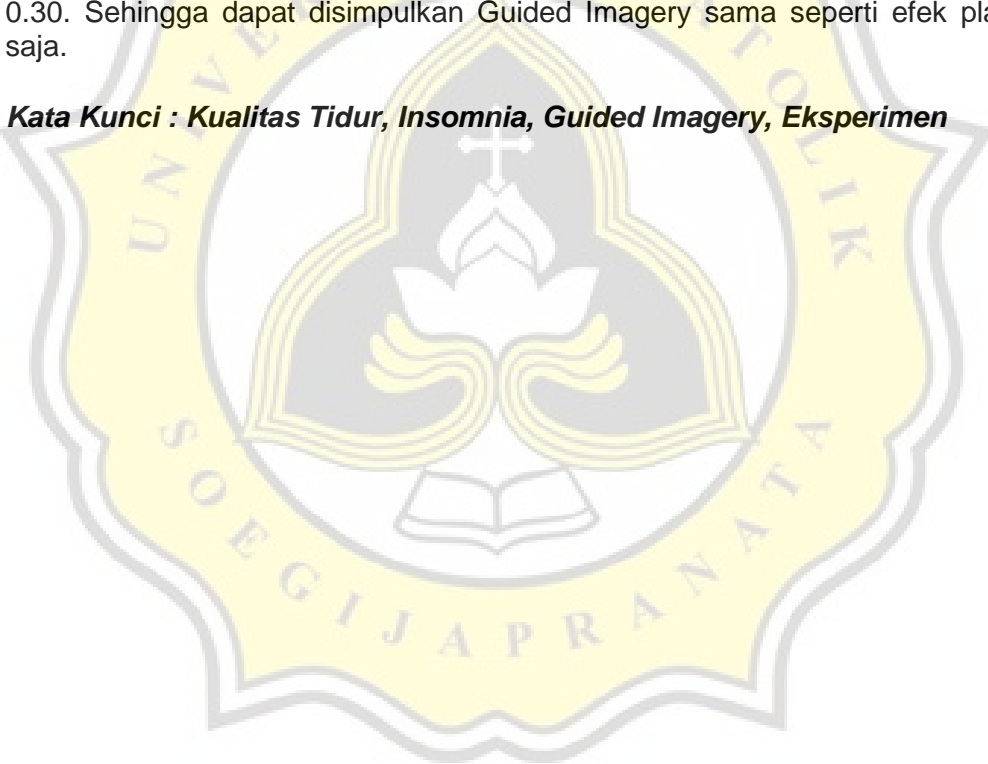 0.30. Sehingga dapat disimpulkan Guided Imagery sama seperti efek
saja.
Kata Kunci : Kualitas Tidur, Insomnia, Guided Imagery, Eksperimen
SOEGIJAPRANATA